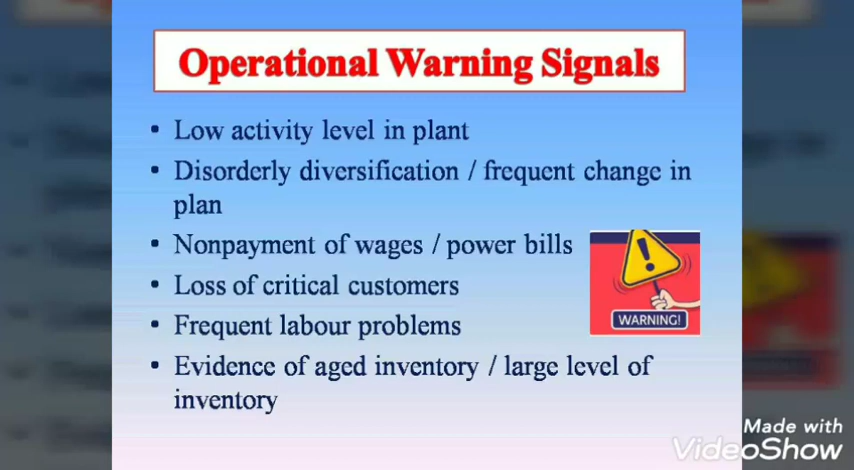 Operational Warning Signals
• Low activity level in plant
• Disorderly diversification / frequent change in
plan
• Nonpayment of wages / power bills
• Loss of critical customers
• Frequent labour problems
• Evidence of aged inventory / large level of
inventory
WARNING!
Made with
VideoShow